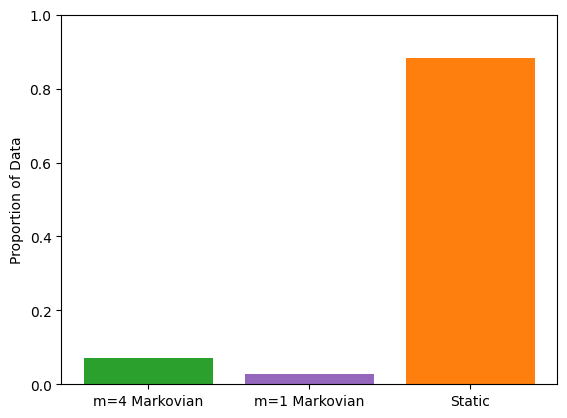 1.0
0.8
0.6
0.4
0.2
0.0
Proportion of Data
m=4 Markovian
m=1 Markovian
Static